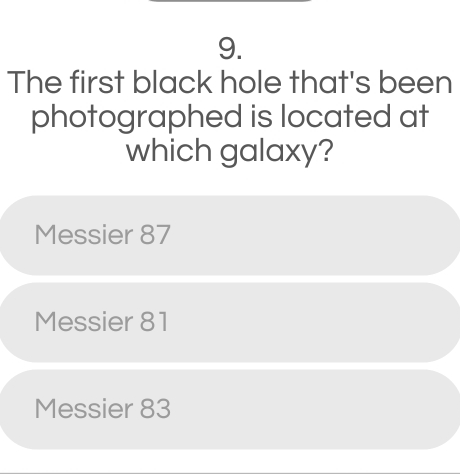 9.
The first black hole that's been
photographed is located at
which galaxy?
Messier 87
Messier 81
Messier 83